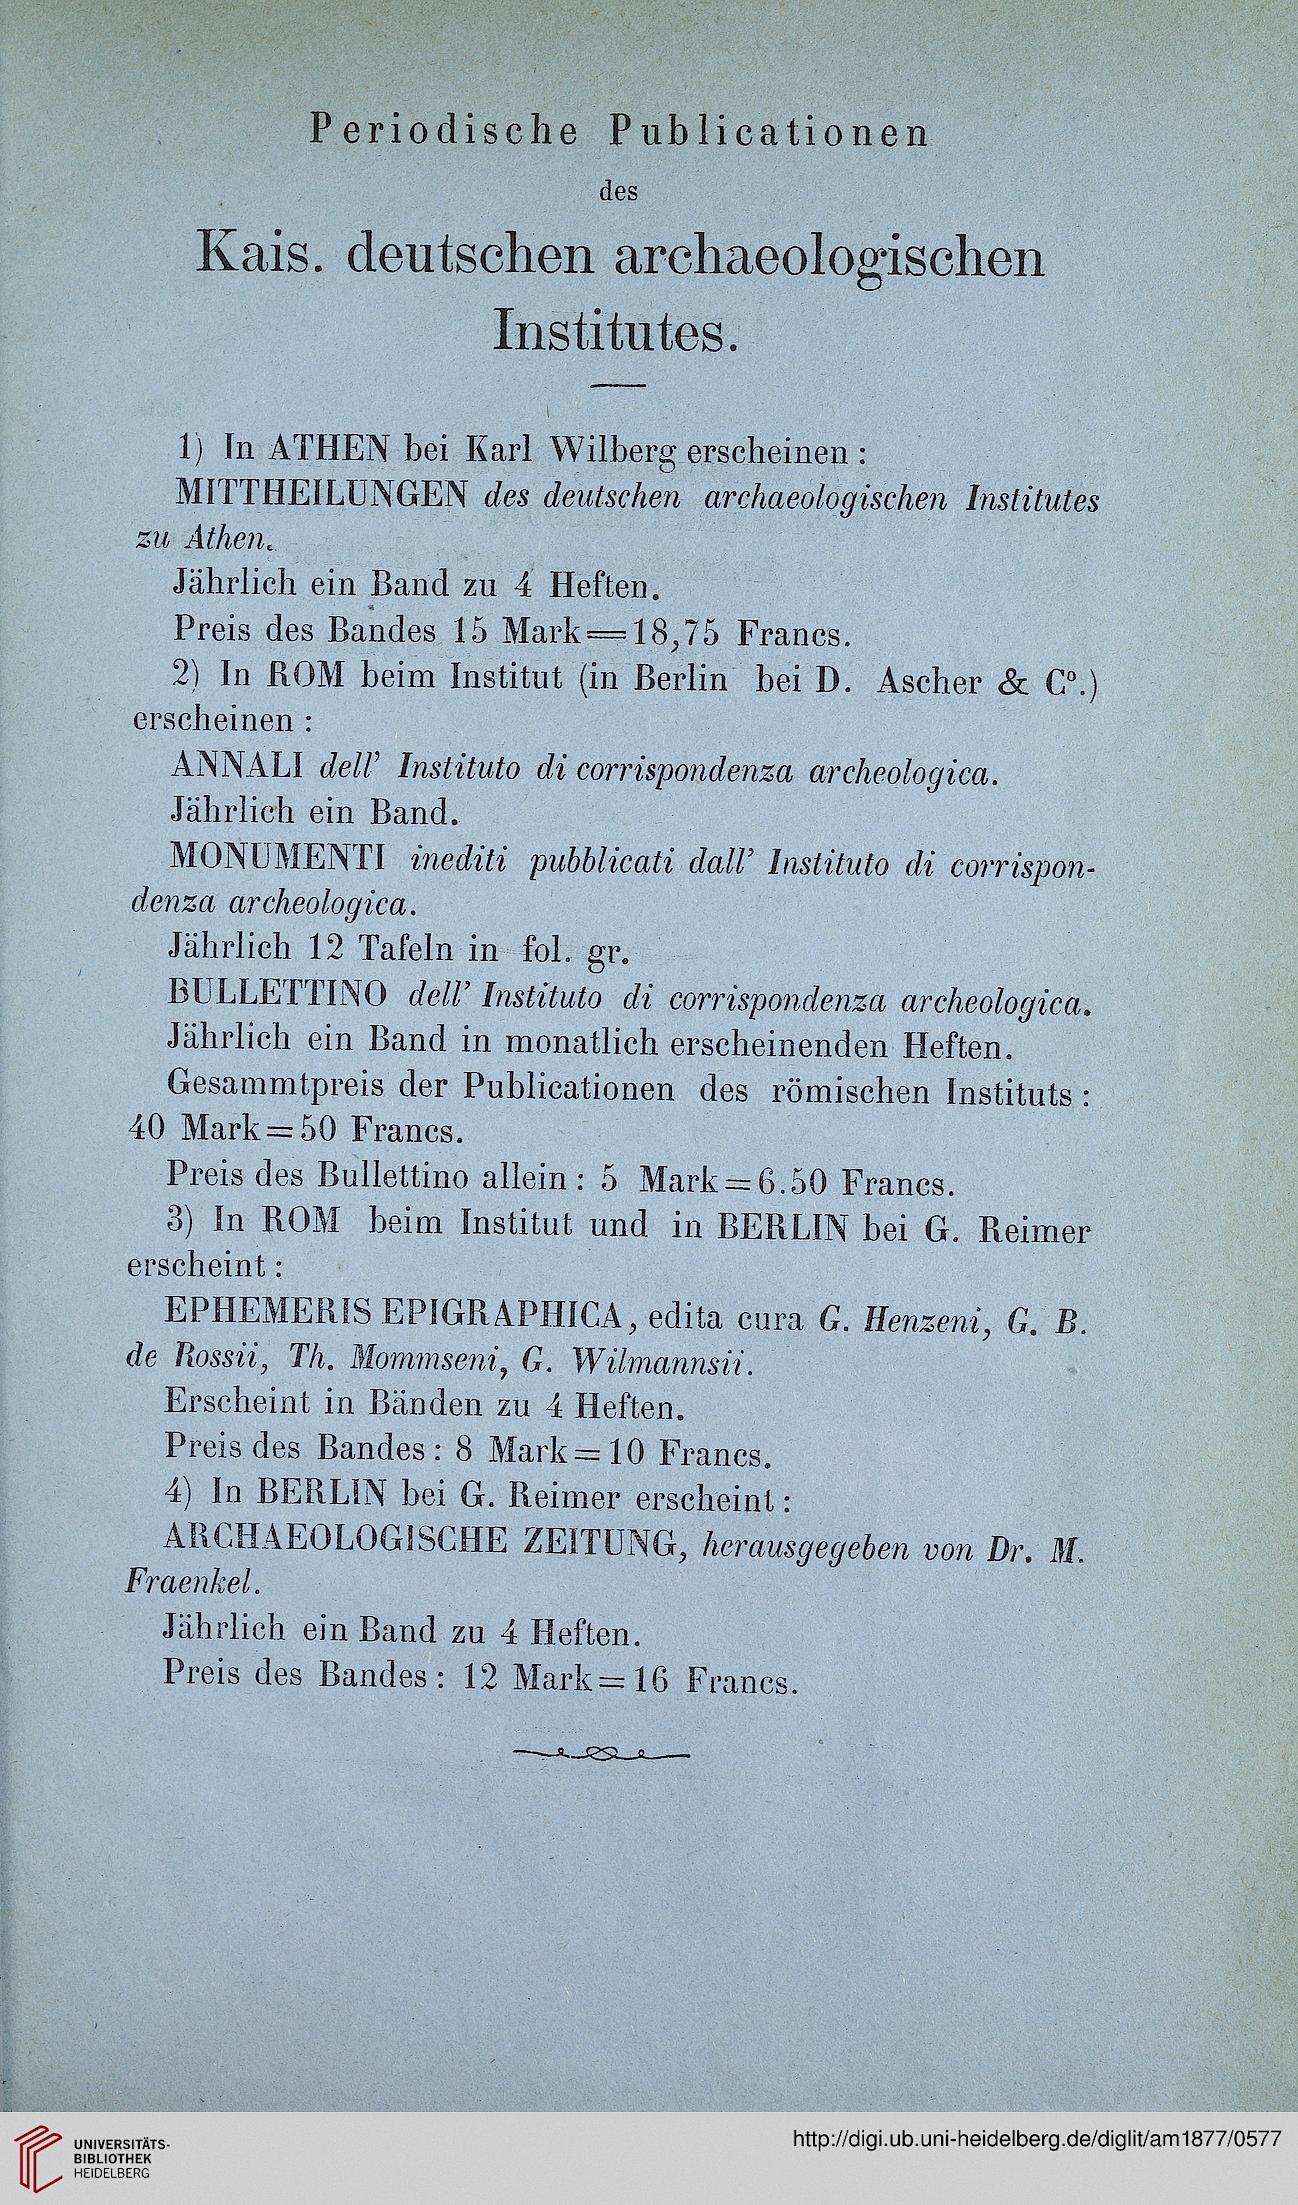 Periodische Publicationen
des
Kais. deutschen archaeologischen
Institutes.
1) In ATHEN bei Karl Wilberg erscheinen :
MITTHEILUNGEN des deutschen archaeologischen Institutes
zu Athen.
Jährlich ein Band zu 4 Heften.
Preis des Bandes 15 Mark=18,75 Francs.
2) In ROM beim Institut (in Berlin bei D. Ascher & C°.)
erscheinen :
ANNALI dell' Instituto di corrispondenza archeologica.
Jährlich ein Band.
MONUMENTI inediti pubblicati dall' Instituto di corrispon-
denza archeologica.
Jährlich 12 Tafeln in fol. gr.
BULLETTINO dell' Instituto di corrispondenza archeologica.
Jährlich ein Band in monatlich erscheinenden Heften.
Gesammtpreis der Publicationen des römischen Instituts :
40 Mark=50 Francs.
Preis des Bullettino allein : 5 Mark=6.50 Francs.
3) In ROM beim Institut und in BERLIN bei G. Reimer
erscheint :
EPHEMERIS EPIGRAPHICA, edita cura G. Henzeni, G. B.
de Rossii, Th. Mommseni, G. Wilmannsii.
Erscheint in Bänden zu 4 Heften.
Preis des Bandes : 8 Mark=10 Francs.
4) In BERLIN bei G. Reimer erscheint :
ARCHAEOLOGISCHE ZEITUNG, herausgegeben von Dr. M.
Fraenkel.
Jährlich ein Band zu 4 Heften.
Preis des Bandes : 12 Mark=16 Francs.
UNIVERSITÄTS-
BIBLIOTHEK
HEIDELBERG
http://digi.ub.uni-heidelberg.de/diglit/am1877/0577